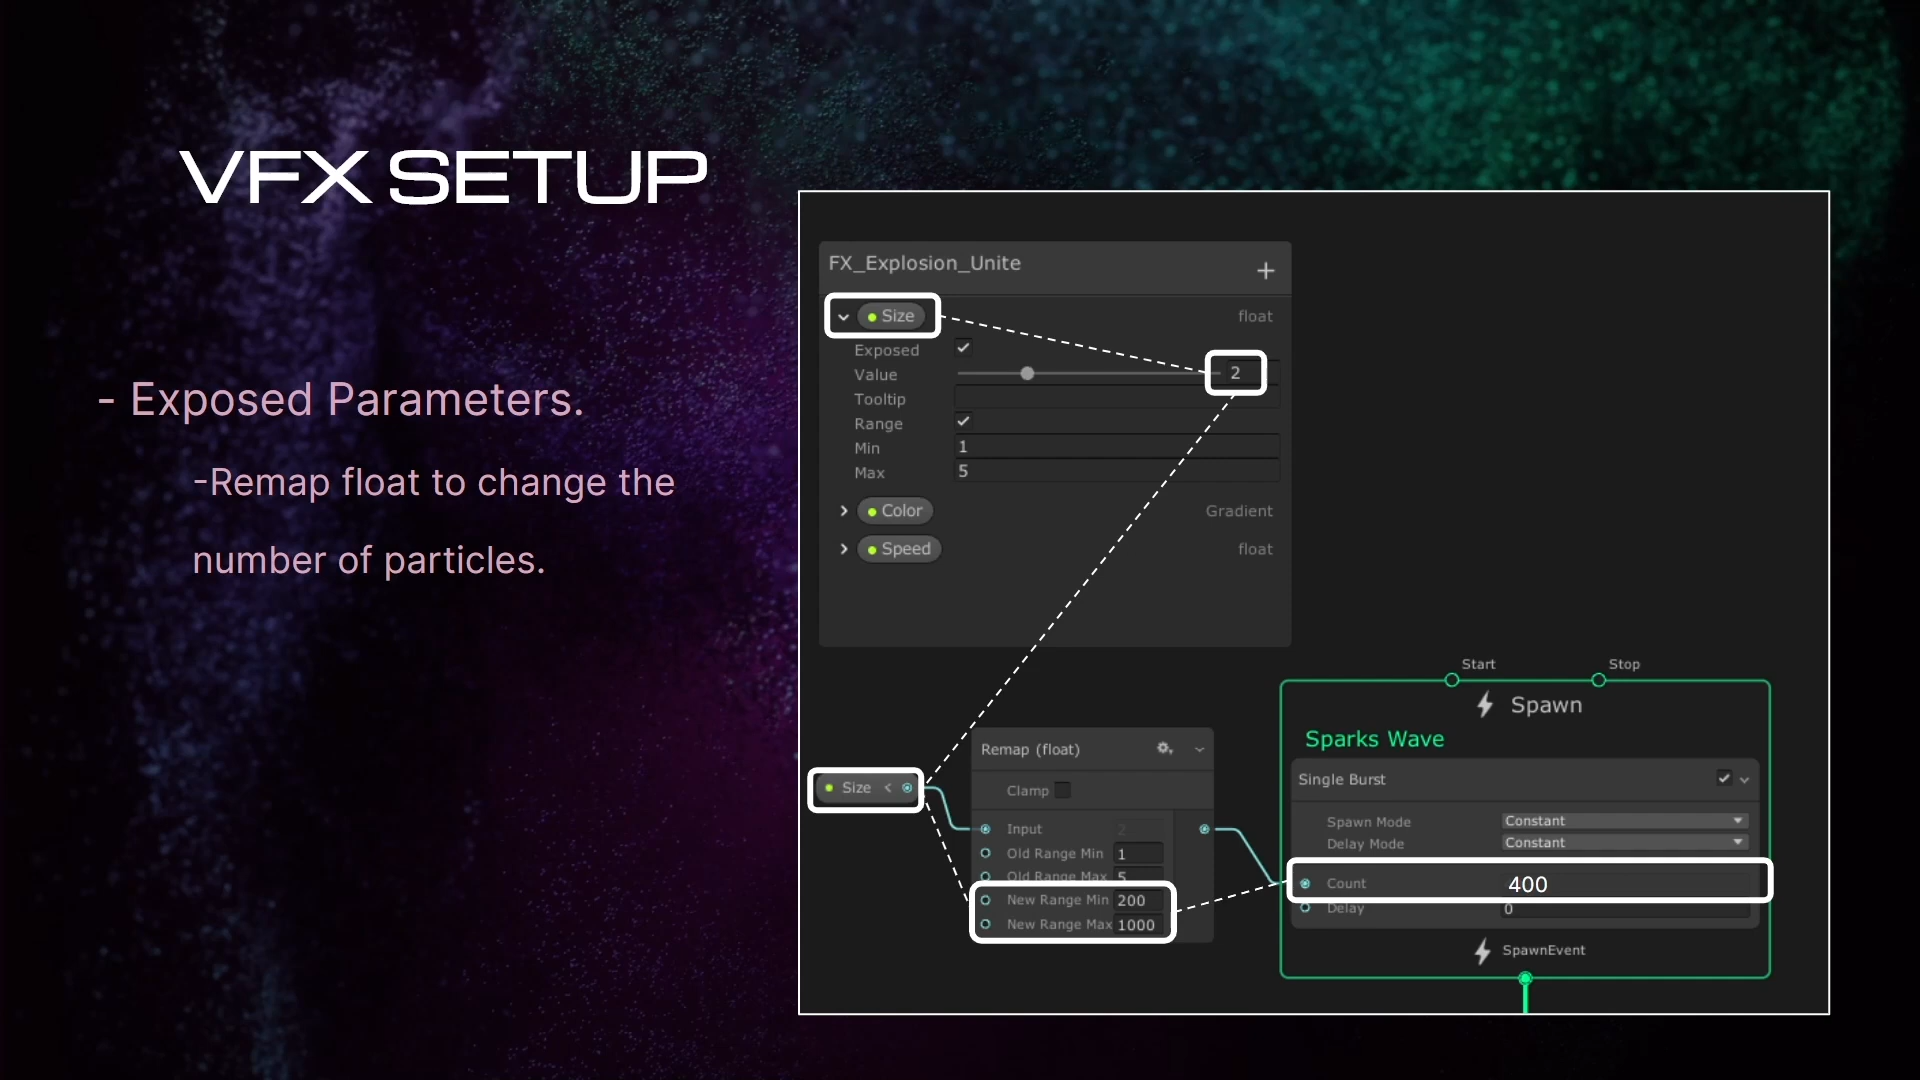 VFX SETUP
- Exposed Parameters.
-Remap float to change the
number of particles.
FX_Explosion_Unite +
Size float
Exposed
Value 2
Tooltip
Range
Min 1
Max 5
Color Gradient
Speed float
Size <
Remap (float)
Clamp
Input 2
Old Range Min 1
Old Range Max 5
New Range Min 200
New Range Max 1000
Start Stop
Spawn
Sparks Wave
Single Burst
Spawn Mode Constant
Delay Mode Constant
Count 400
Delay 0
SpawnEvent